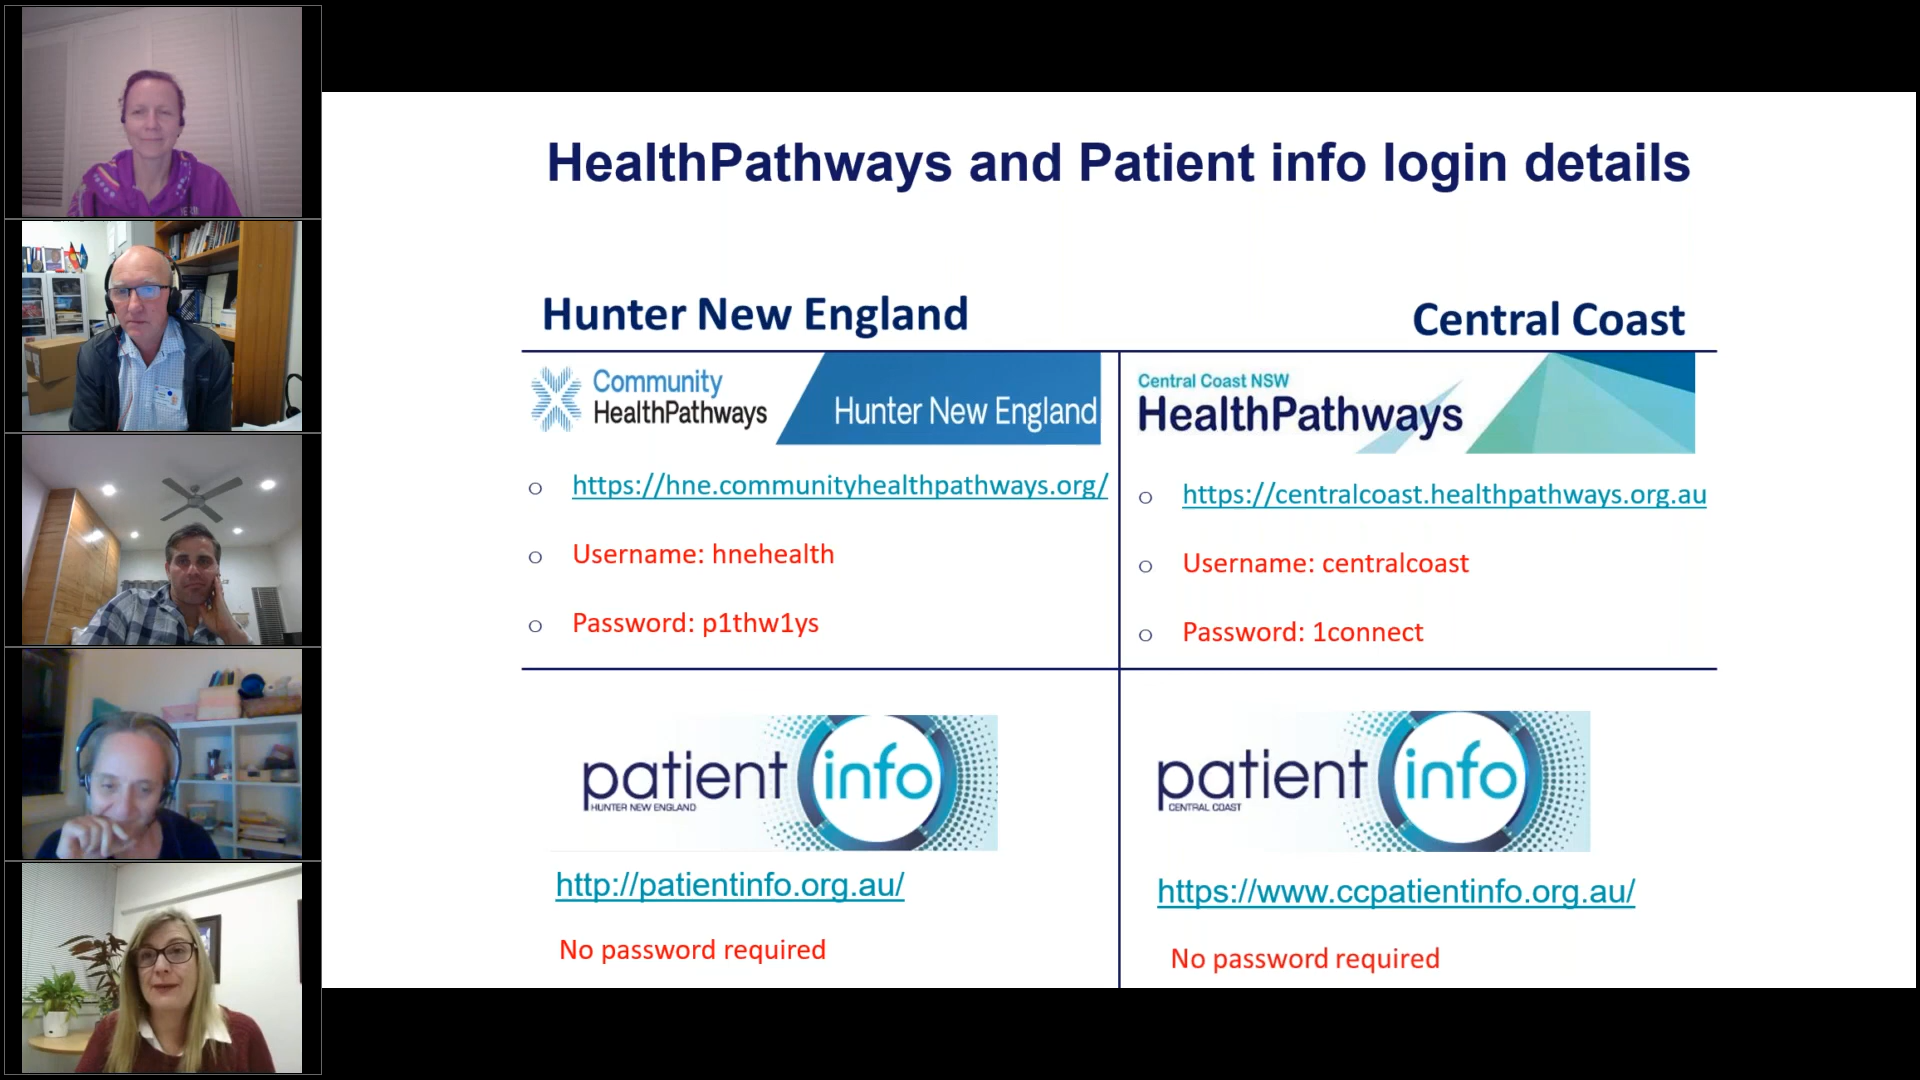 HealthPathways and Patient info login details
Hunter New England
Central Coast
Community
HealthPathways
Hunter New England
Central Coast NSW
HealthPathways
https://hne.communityhealthpathways.org/
Username: hnehealth
Password: p1thw1ys
https://centralcoast.healthpathways.org.au
Username: centralcoast
Password: 1connect
patient info
HUNTER NEW ENGLAND
http://patientinfo.org.au/
No password required
patient info
CENTRAL COAST
https://www.ccpatientinfo.org.au/
No password required